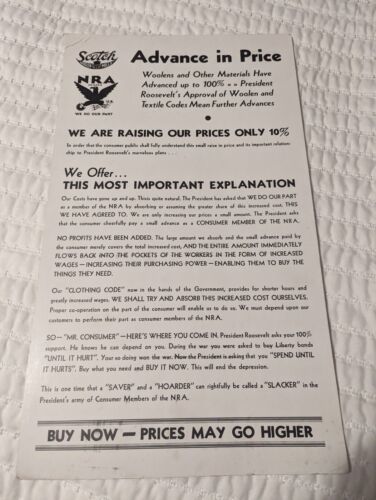 Scotch
WOOLEN MILLS
Advance in Price
NRA
U.S.
WE DO OUR PART
Woolens and Other Materials Have
Advanced up to 100% » » President
Roosevelt's Approval of Woolen and
Textile Codes Mean Further Advances
WE ARE RAISING OUR PRICES ONLY 10%
In order that the consumer public shall fully understand this small raise in price and its important relation-
ship to President Roosevelt's marvelous plans . . .
We Offer...
THIS MOST IMPORTANT EXPLANATION
Our Costs have gone up and up. Thisis quite natural. The President has asked that WE DO OUR PART
as a member of the NRA by absorbing or assuming the greater share of this increased cost. THIS
WE HAVE AGREED TO. We are only increasing our prices a small amount. The President asks
that the consumer cheerfully pay a small advance as a CONSUMER MEMBER OF THE NRA.
NO PROFITS HAVE BEEN ADDED. The large amount we absorb and the small advance paid by
the consumer merely covers the total increased cost, AND THE ENTIRE AMOUNT IMMEDIATELY
FLOWS BACK INTO THE POCKETS OF THE WORKERS IN THE FORM OF INCREASED
WAGES—INCREASING THEIR PURCHASING POWER—ENABLING THEM TO BUY THE
THINGS THEY NEED.
Our "CLOTHING CODE" now in the hands of the Government, provides for shorter hours and
greatly increased wages. WE SHALL TRY AND ABSORB THIS INCREASED COST OURSELVES.
Proper co-operation on the part of the consumer will enable us to do so. We must depend upon our
customers to perform their part as consumer members of the N.R.A.
SO—"MR. CONSUMER"—HERE'S WHERE YOU COME IN. President Roosevelt asks your 100%
support. He knows he can depend on you. During the war you were asked to buy Liberty bonds
"UNTIL IT HURT". Your so doing won the war. Now the President is asking that you "SPEND UNTIL
IT HURTS". Buy what you need and BUY IT NOW. This will end the depression.
This is one time that a "SAVER" and a "HOARDER" can rightfully be called a "SLACKER" in the
President's army of Consumer Members of the N.R.A.
BUY NOW — PRICES MAY GO HIGHER